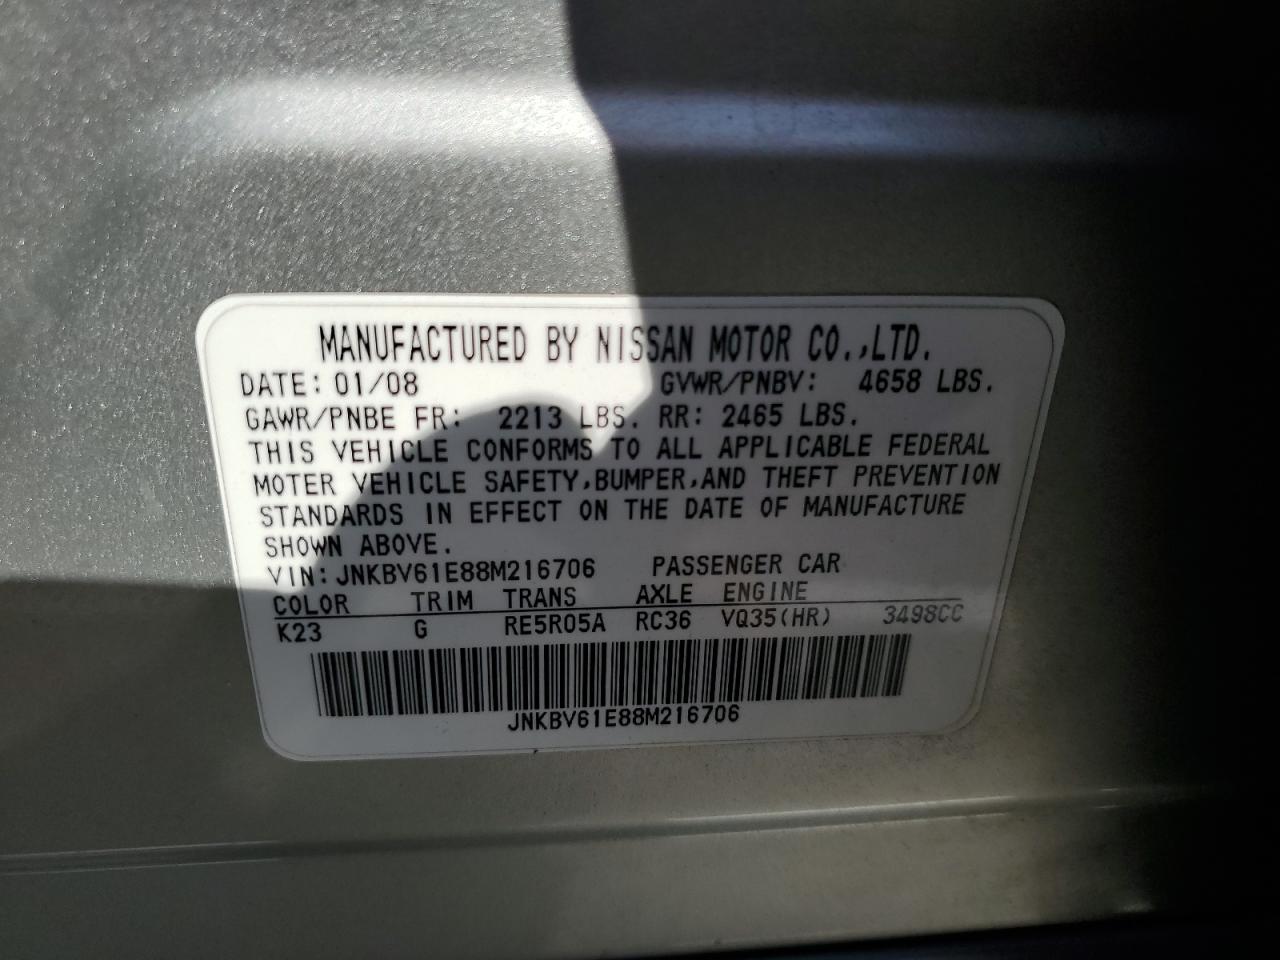 MANUFACTURED BY NISSAN MOTOR CO.,LTD.
DATE: 01/08 GVWR/PNBV: 4658 LBS.
GAWR/PNBE FR: 2213 LBS. RR: 2465 LBS.
THIS VEHICLE CONFORMS TO ALL APPLICABLE FEDERAL
MOTER VEHICLE SAFETY,BUMPER,AND THEFT PREVENTION
STANDARDS IN EFFECT ON THE DATE OF MANUFACTURE
SHOWN ABOVE.
VIN: JNKBV61E88M216706 PASSENGER CAR
COLOR TRIM TRANS AXLE ENGINE
K23 G RE5R05A RC36 VQ35(HR) 3498CC
JNKBV61E88M216706